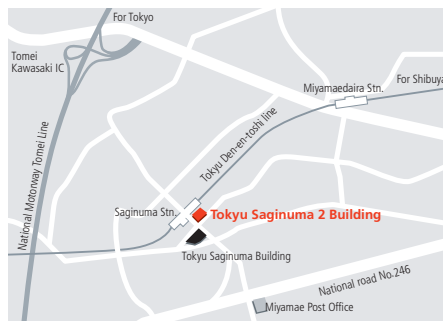 For Tokyo
Tomei
Kawasaki IC
Miyamaedaira Stn.
For Shibuya
National Motorway Tomei Line
Tokyu Den-en-toshi line
Saginuma Stn.
Tokyu Saginuma 2 Building
Tokyu Saginuma Building
National road No.246
Miyamae Post Office